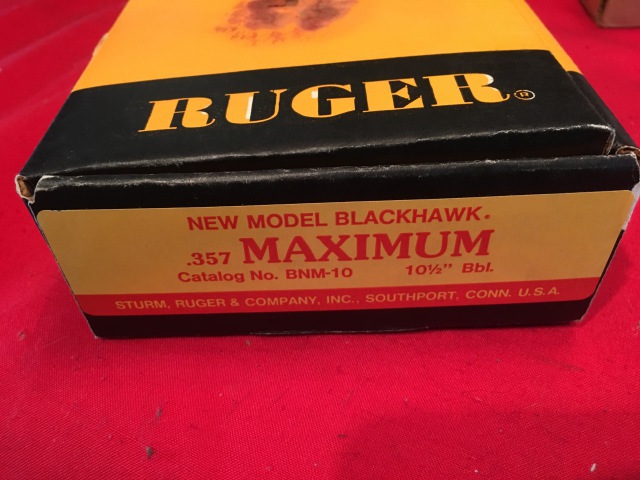 RUGER®
NEW MODEL BLACKHAWK®
.357 MAXIMUM
Catalog No. BNM-10 10½" Bbl.
STURM, RUGER & COMPANY, INC., SOUTHPORT, CONN. U.S.A.